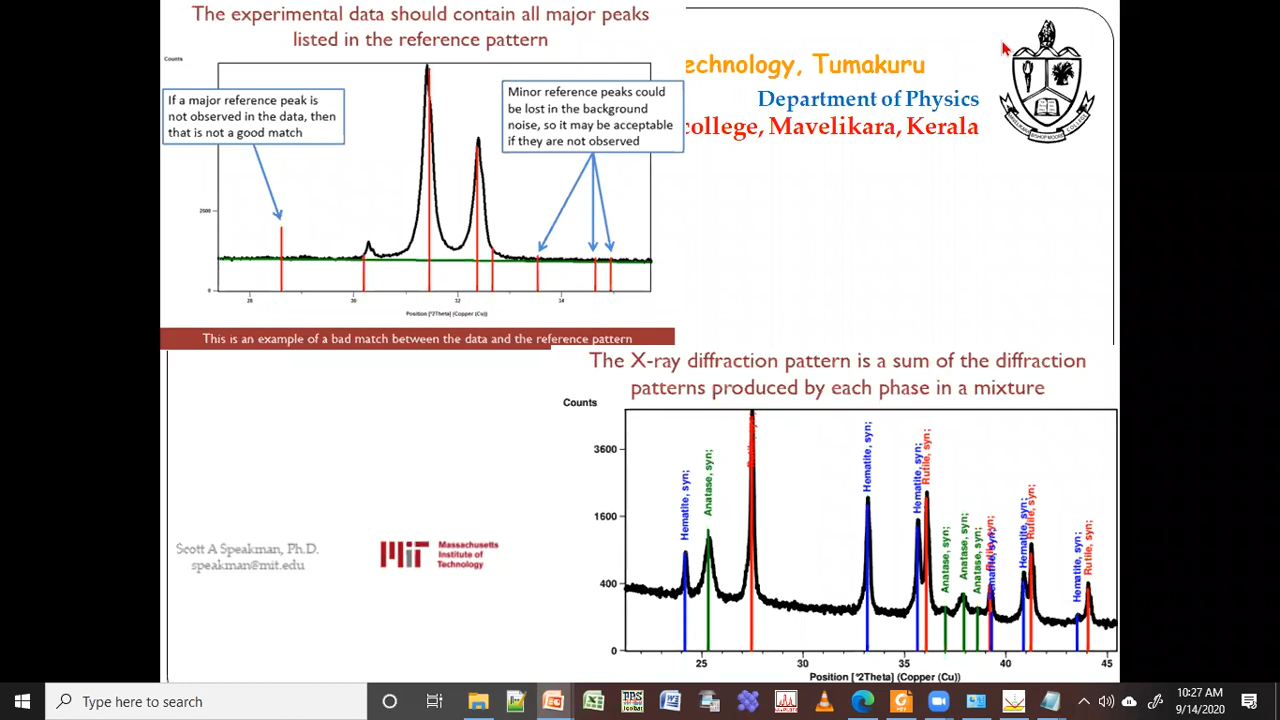 The experimental data should contain all major peaks
listed in the reference pattern
Counts
If a major reference peak is
not observed in the data, then
that is not a good match
Minor reference peaks could
be lost in the background
noise, so it may be acceptable
if they are not observed
2500
0
28
30
32
34
Position [°2Theta] (Copper (Cu))
This is an example of a bad match between the data and the reference pattern
echnology, Tumakuru
Department of Physics
college, Mavelikara, Kerala
Scott A Speakman, Ph.D.
speakman@mit.edu
MIT
Massachusetts
Institute of
Technology
The X-ray diffraction pattern is a sum of the diffraction
patterns produced by each phase in a mixture
Counts
3600
1600
400
0
Hematite, syn;
Anatase, syn;
Hematite, syn;
Hematite, syn;
Rutile, syn;
Anatase, syn;
Anatase, syn;
Anatase, syn;
Hematite, syn;
Rutile, syn;
Hematite, syn;
Rutile, syn;
25
30
35
40
45
Position [°2Theta] (Copper (Cu))
Type here to search
10:27 AM
9/14/2020